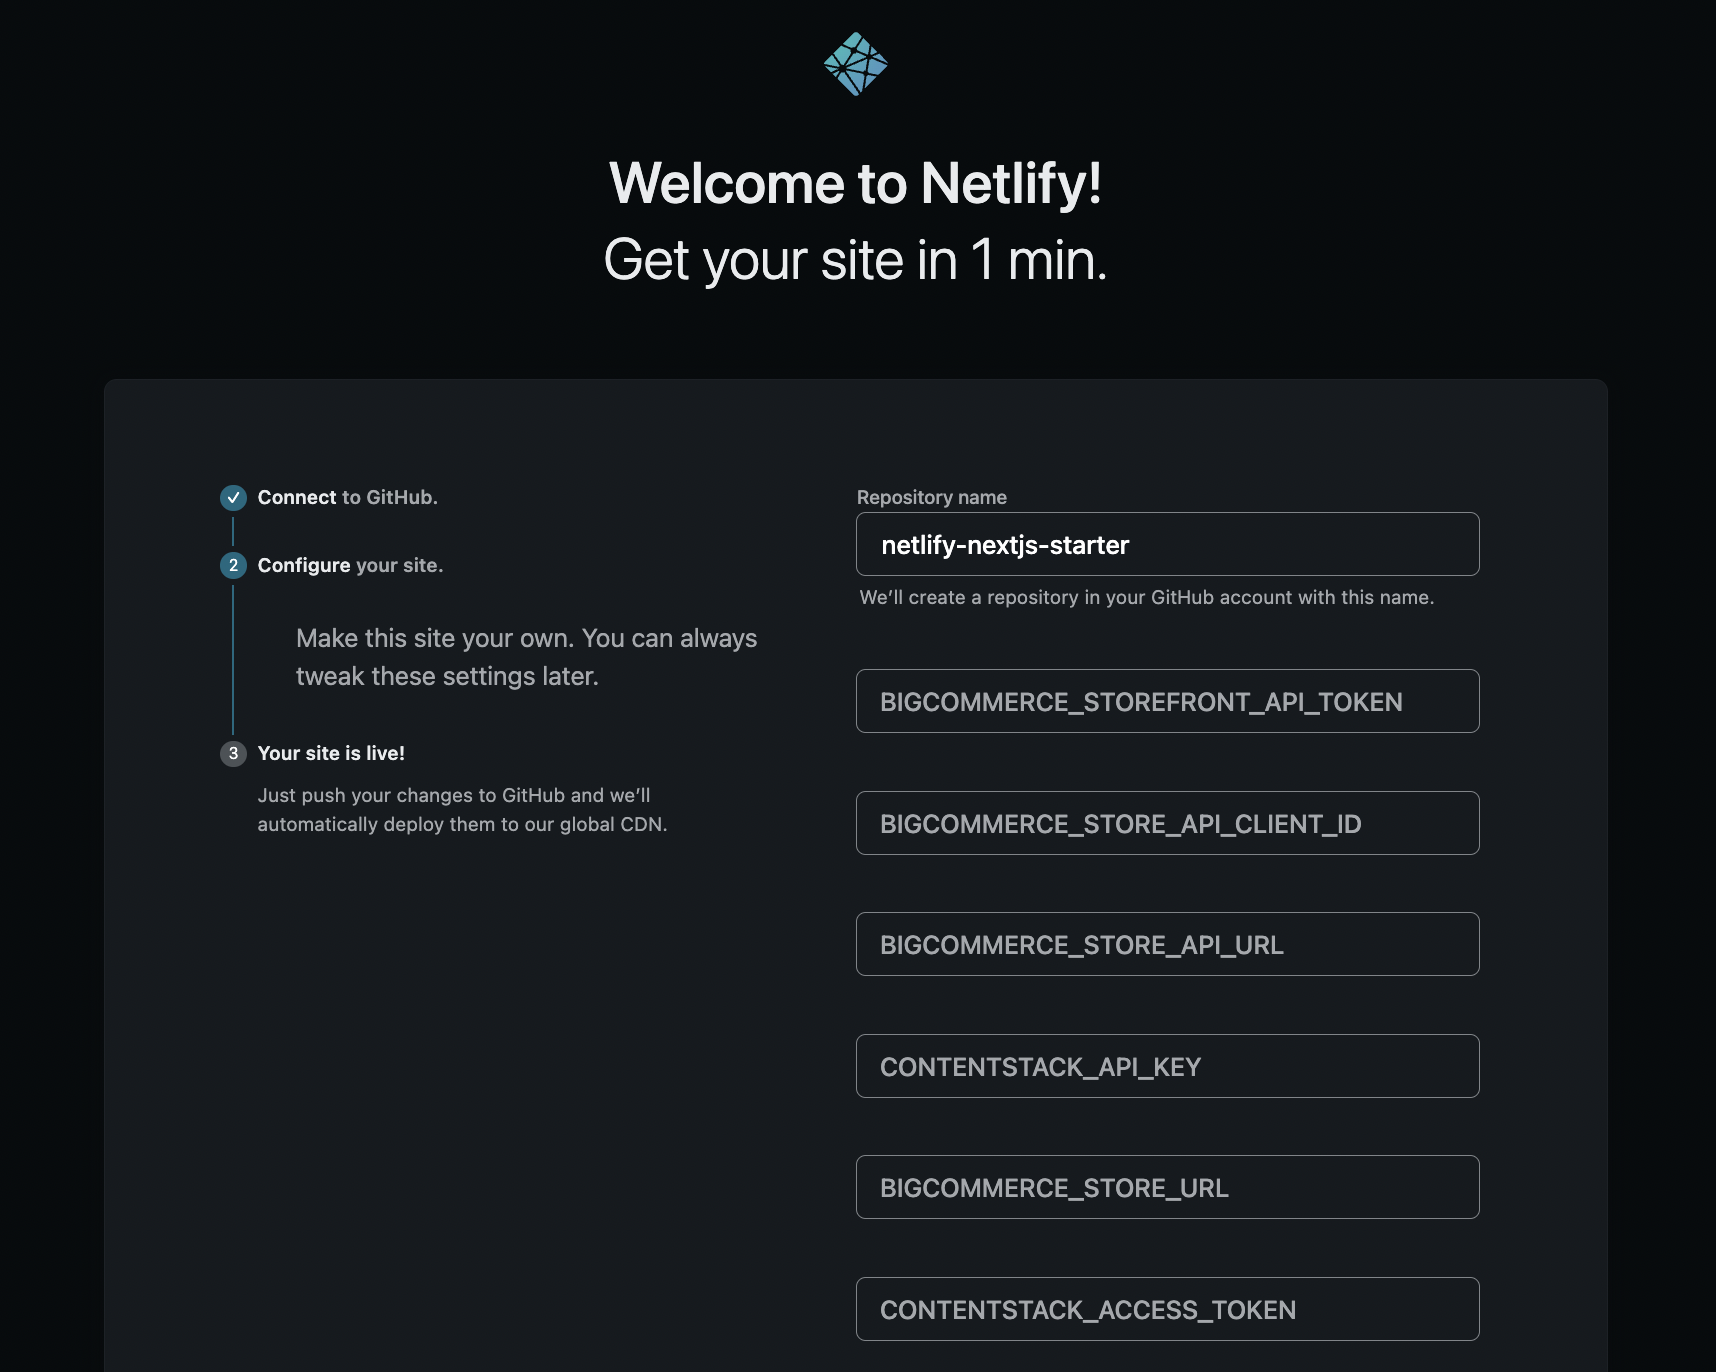 Welcome to Netlify!
Get your site in 1 min.
Connect to GitHub.
2 Configure your site.
Make this site your own. You can always
tweak these settings later.
3 Your site is live!
Just push your changes to GitHub and we’ll
automatically deploy them to our global CDN.
Repository name
netlify-nextjs-starter
We’ll create a repository in your GitHub account with this name.
BIGCOMMERCE_STOREFRONT_API_TOKEN
BIGCOMMERCE_STORE_API_CLIENT_ID
BIGCOMMERCE_STORE_API_URL
CONTENTSTACK_API_KEY
BIGCOMMERCE_STORE_URL
CONTENTSTACK_ACCESS_TOKEN